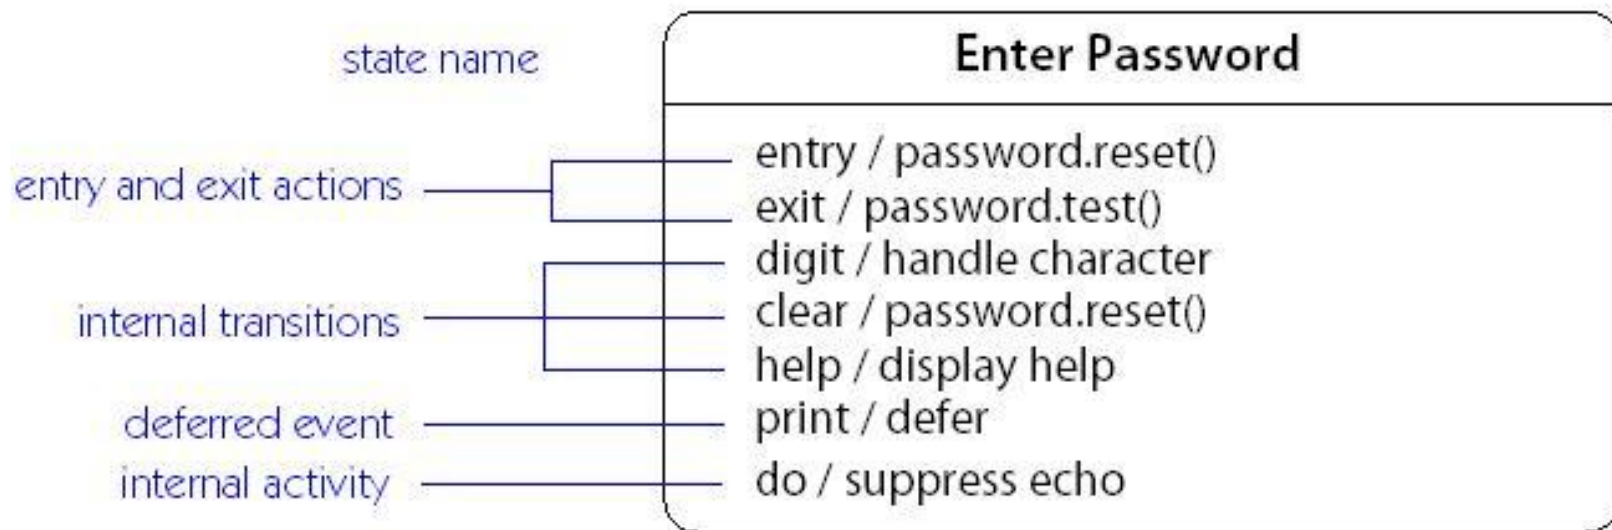 state name
Enter Password
entry and exit actions
entry / password.reset()
exit / password.test()
internal transitions
digit / handle character
clear / password.reset()
help / display help
deferred event
print / defer
internal activity
do / suppress echo